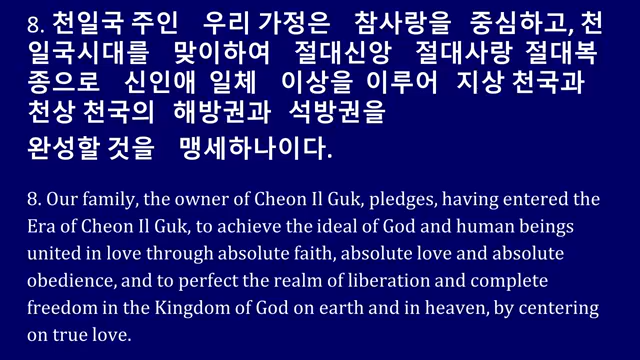 8. 천일국 주인 우리 가정은 참사랑을 중심하고, 천
일국시대를 맞이하여 절대신앙 절대사랑 절대복
종으로 신인애 일체 이상을 이루어 지상 천국과
천상 천국의 해방권과 석방권을
완성할 것을 맹세하나이다.
8. Our family, the owner of Cheon Il Guk, pledges, having entered the
Era of Cheon Il Guk, to achieve the ideal of God and human beings
united in love through absolute faith, absolute love and absolute
obedience, and to perfect the realm of liberation and complete
freedom in the Kingdom of God on earth and in heaven, by centering
on true love.